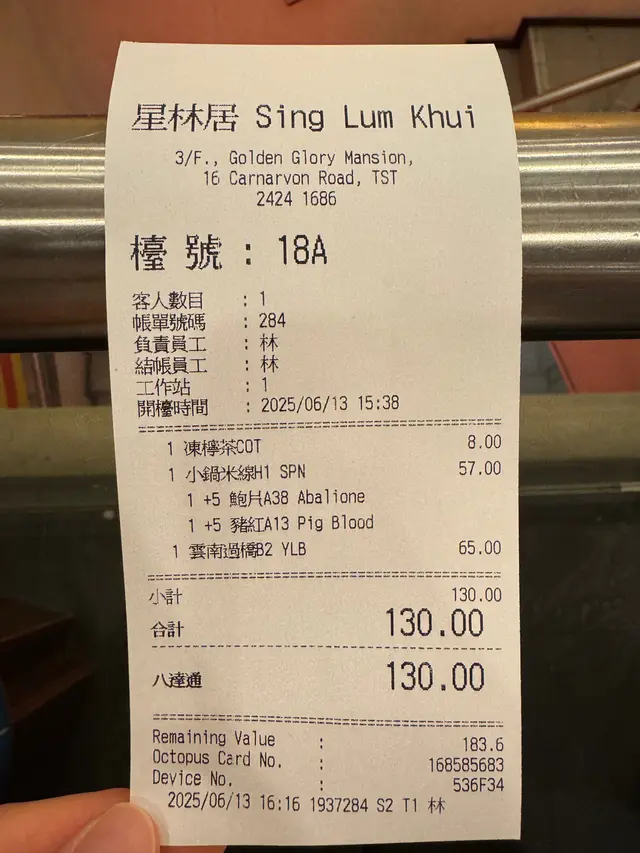 星林居 Sing Lum Khui
3/F., Golden Glory Mansion,
16 Carnarvon Road, TST
2424 1686
檯號 : 18A
客人數目 : 1
帳單號碼 : 284
負責員工 : 林
結帳員工 : 林
工作站 : 1
開檯時間 : 2025/06/13 15:38
1 凍檸茶COT 8.00
1 小鍋米線H1 SPN 57.00
1 +5 鮑片A38 Abalione
1 +5 豬紅A13 Pig Blood
1 雲南過橋B2 YLB 65.00
小計 130.00
合計 130.00
八達通 130.00
Remaining Value : 183.6
Octopus Card No. : 168585683
Device No. : 536F34
2025/06/13 16:16 1937284 S2 T1 林